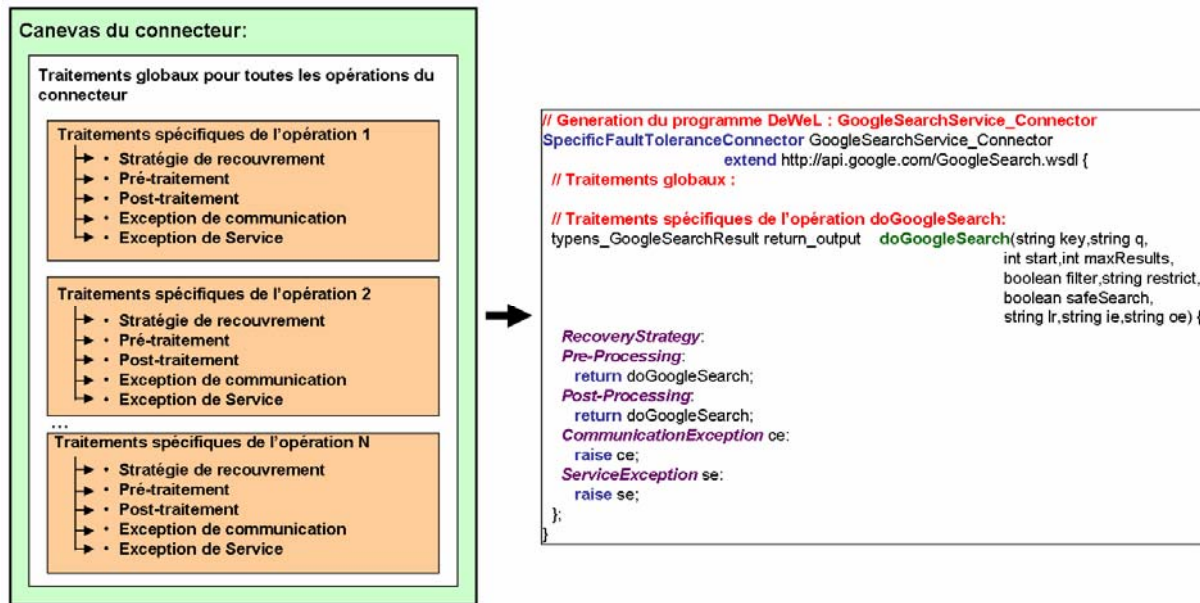 Canevas du connecteur:
Traitements globaux pour toutes les opérations du
connecteur
Traitements spécifiques de l'opération 1
• Stratégie de recouvrement
• Pré-traitement
• Post-traitement
• Exception de communication
• Exception de Service
Traitements spécifiques de l'opération 2
• Stratégie de recouvrement
• Pré-traitement
• Post-traitement
• Exception de communication
• Exception de Service
...
Traitements spécifiques de l'opération N
• Stratégie de recouvrement
• Pré-traitement
• Post-traitement
• Exception de communication
• Exception de Service
// Generation du programme DeWeL : GoogleSearchService_Connector
SpecificFaultToleranceConnector GoogleSearchService_Connector
extend http://api.google.com/GoogleSearch.wsdl {
// Traitements globaux :
// Traitements spécifiques de l'opération doGoogleSearch:
typens_GoogleSearchResult return_output doGoogleSearch(string key,string q,
int start,int maxResults,
boolean filter,string restrict,
boolean safeSearch,
string lr,string ie,string oe) {
RecoveryStrategy:
Pre-Processing:
return doGoogleSearch;
Post-Processing:
return doGoogleSearch;
CommunicationException ce:
raise ce;
ServiceException se:
raise se;
};
}